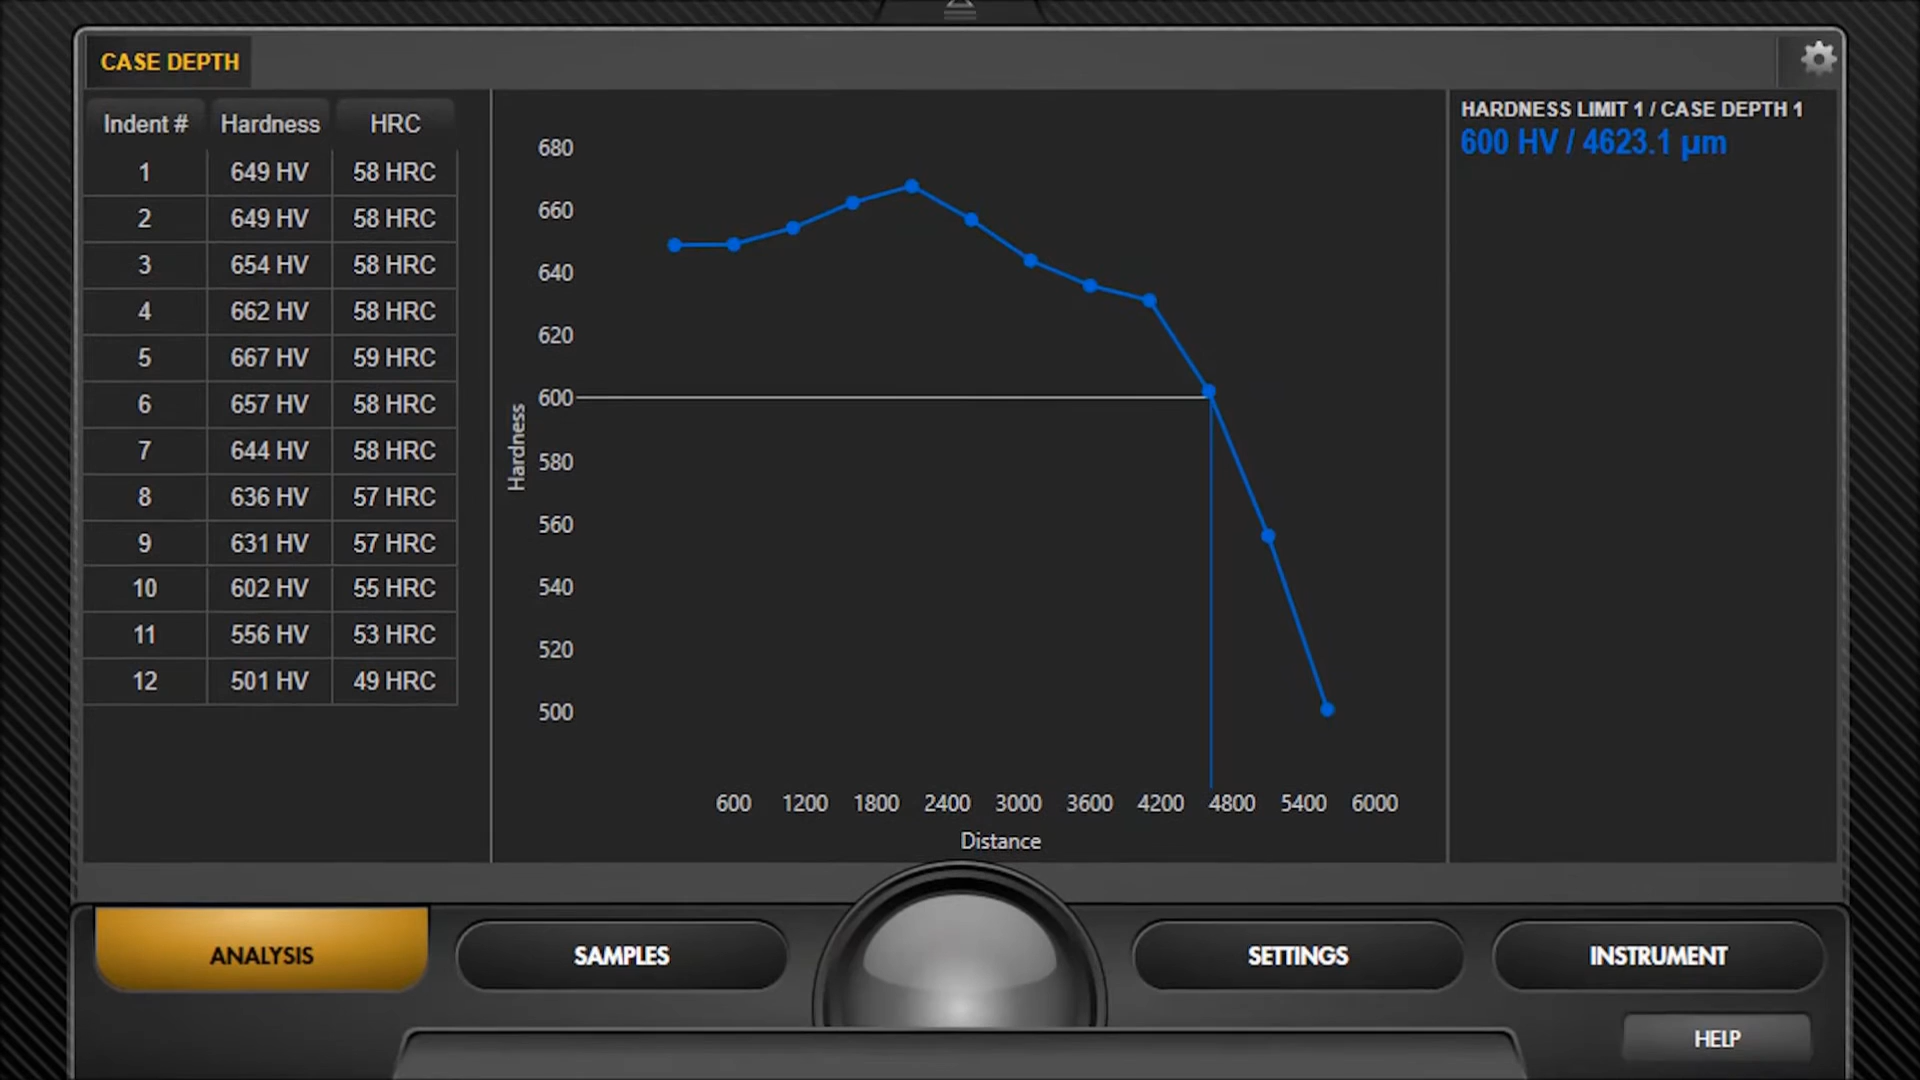 CASE DEPTH
Indent # Hardness HRC
1 649 HV 58 HRC
2 649 HV 58 HRC
3 654 HV 58 HRC
4 662 HV 58 HRC
5 667 HV 59 HRC
6 657 HV 58 HRC
7 644 HV 58 HRC
8 636 HV 57 HRC
9 631 HV 57 HRC
10 602 HV 55 HRC
11 556 HV 53 HRC
12 501 HV 49 HRC
680
660
640
620
600
580
560
540
520
500
Hardness
600 1200 1800 2400 3000 3600 4200 4800 5400 6000
Distance
HARDNESS LIMIT 1 / CASE DEPTH 1
600 HV / 4623.1 µm
ANALYSIS
SAMPLES
SETTINGS
INSTRUMENT
HELP